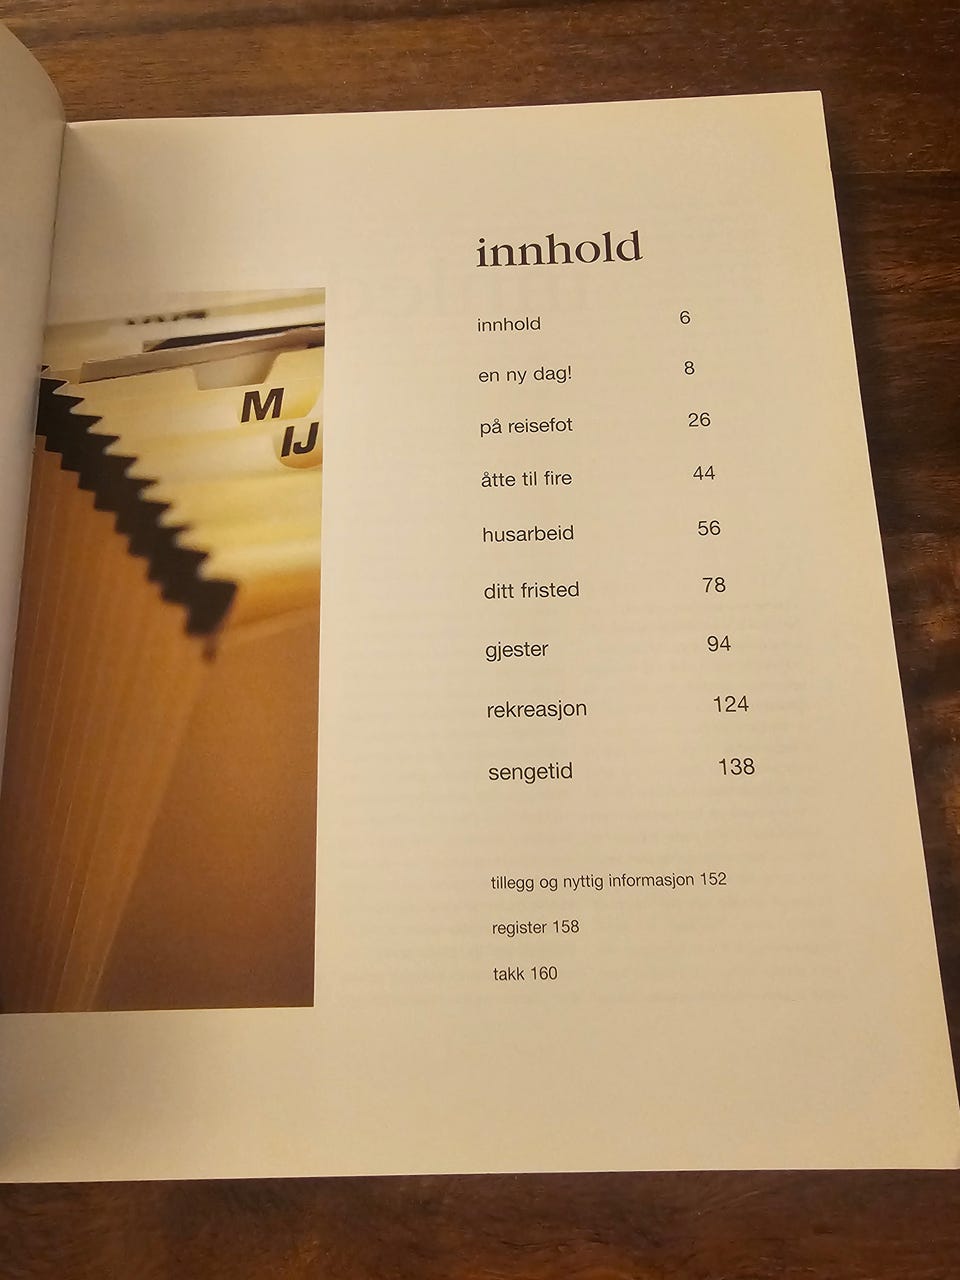 innhold
innhold 6
en ny dag! 8
på reisefot 26
åtte til fire 44
husarbeid 56
ditt fristed 78
gjester 94
rekreasjon 124
sengetid 138
tillegg og nyttig informasjon 152
register 158
takk 160
M
IJ